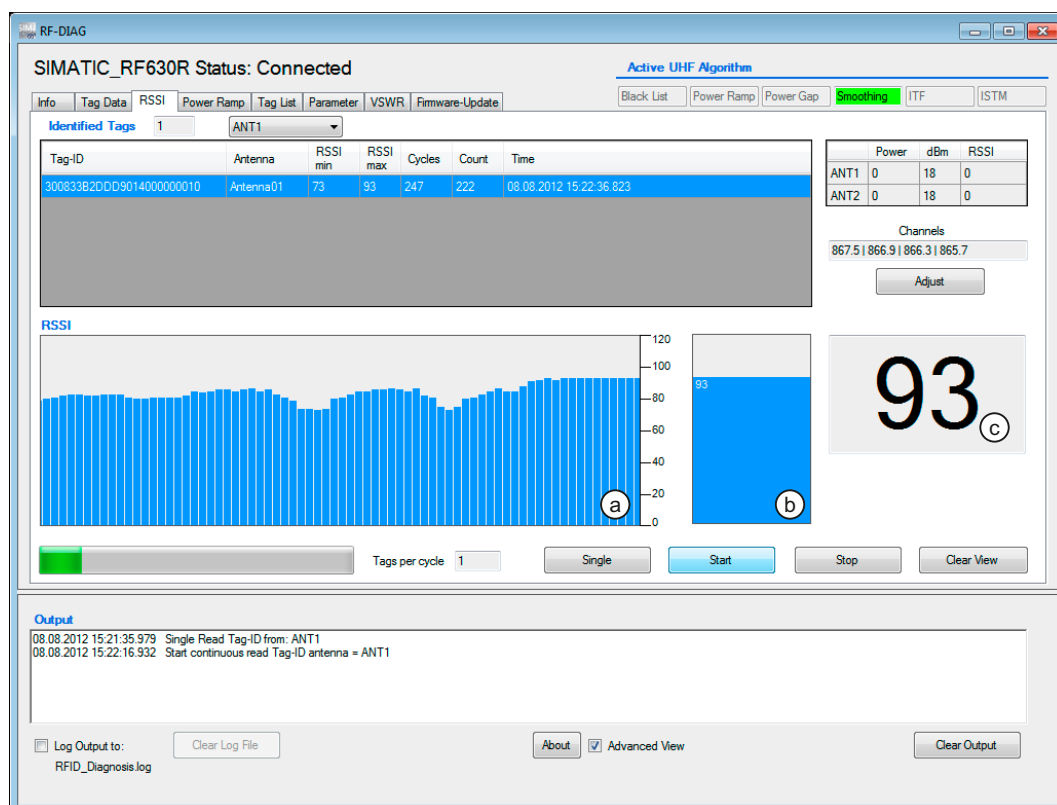 RF-DIAG
SIMATIC_RF630R Status: Connected
Active UHF Algorithm
Info Tag Data RSSI Power Ramp Tag List Parameter VSWR Firmware-Update
Black List Power Ramp Power Gap Smoothing ITF ISTM
Identified Tags 1 ANT1
Tag-ID Antenna RSSI min RSSI max Cycles Count Time
300833B2DDD9014000000010 Antenna01 73 93 247 222 08.08.2012 15:22:36.823
Power dBm RSSI
ANT1 0 18 0
ANT2 0 18 0
Channels
867.5 | 866.9 | 866.3 | 865.7
Adjust
RSSI
120
100
80
60
40
20
0
a
93
b
93
c
Tags per cycle 1 Single Start Stop Clear View
Output
08.08.2012 15:21:35.979 Single Read Tag-ID from: ANT1
08.08.2012 15:22:16.932 Start continuous read Tag-ID antenna = ANT1
Log Output to: Clear Log File About Advanced View Clear Output
RFID_Diagnosis.log